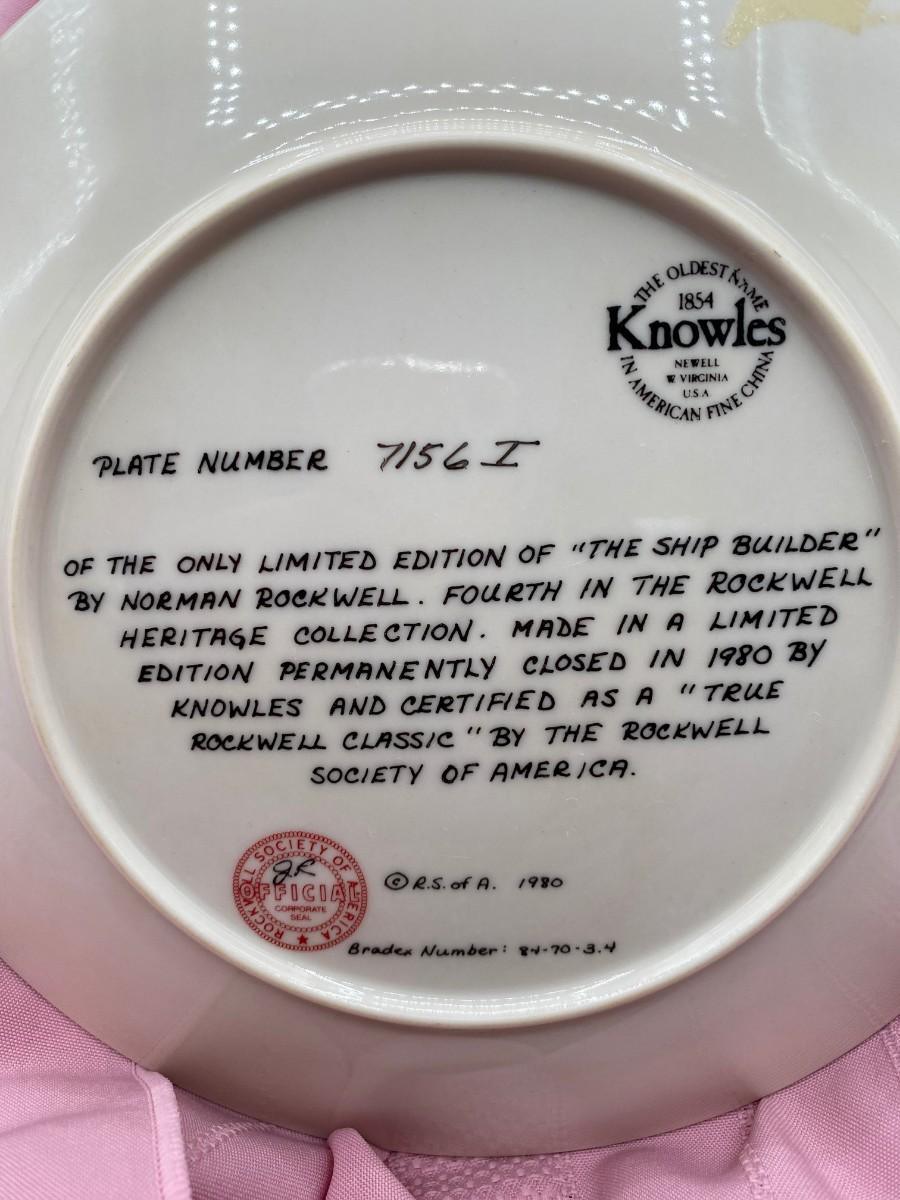 THE OLDEST NAME
1854
Knowles
NEWELL
W VIRGINIA
U.S.A
IN AMERICAN FINE CHINA
PLATE NUMBER 7156 I
OF THE ONLY LIMITED EDITION OF "THE SHIP BUILDER"
BY NORMAN ROCKWELL. FOURTH IN THE ROCKWELL
HERITAGE COLLECTION. MADE IN A LIMITED
EDITION PERMANENTLY CLOSED IN 1980 BY
KNOWLES AND CERTIFIED AS A "TRUE
ROCKWELL CLASSIC" BY THE ROCKWELL
SOCIETY OF AMERICA.
ROCKWELL SOCIETY OF AMERICA
J.R
OFFICIAL
CORPORATE
SEAL
© R.S. of A. 1980
Bradex Number: 84-70-3.4